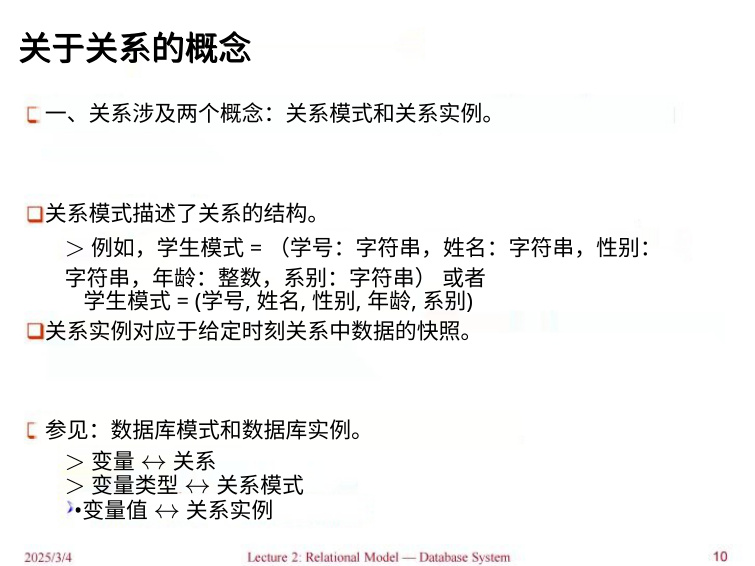 关于关系的概念
一、关系涉及两个概念：关系模式和关系实例。
关系模式描述了关系的结构。
> 例如，学生模式 = （学号：字符串，姓名：字符串，性别：
字符串，年龄：整数，系别：字符串） 或者
学生模式 = (学号, 姓名, 性别, 年龄, 系别)
关系实例对应于给定时刻关系中数据的快照。
参见：数据库模式和数据库实例。
> 变量 ↔ 关系
> 变量类型 ↔ 关系模式
•变量值 ↔ 关系实例
2025/3/4 Lecture 2: Relational Model — Database System 10